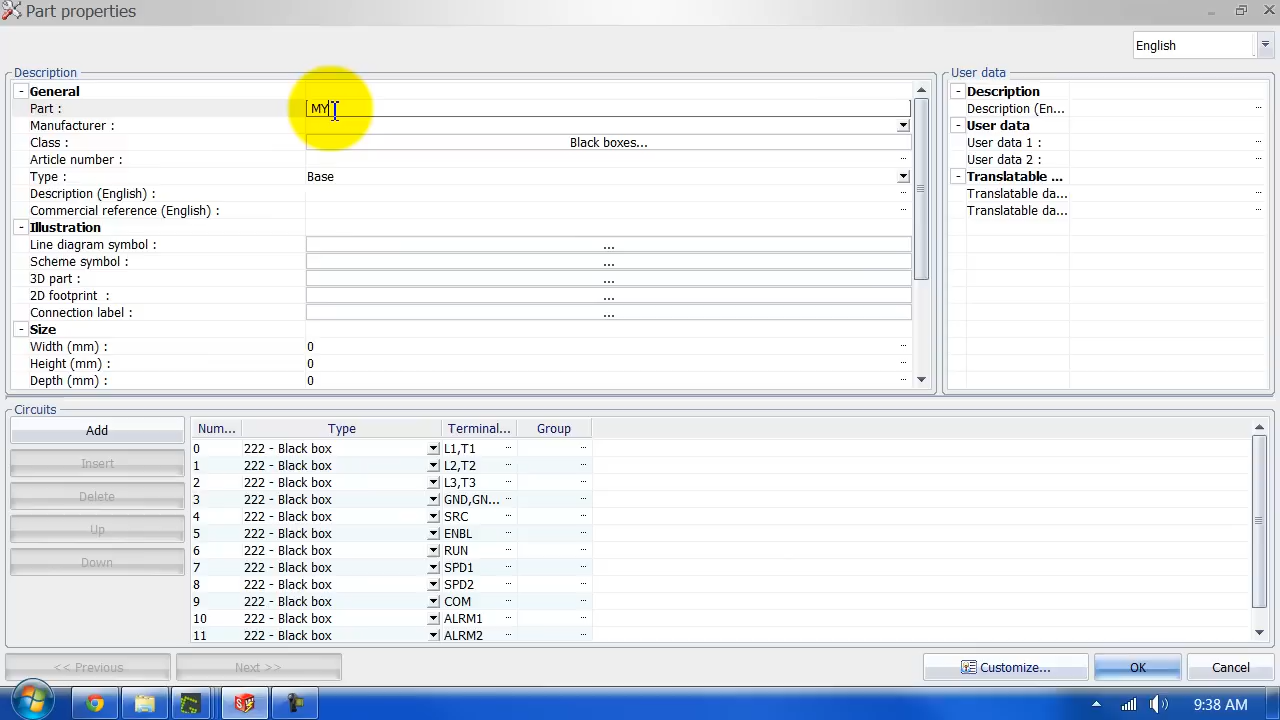 Part properties
English
Description
General
Part : MY
Manufacturer :
Class : Black boxes...
Article number : ...
Type : Base
Description (English) : ...
Commercial reference (English) : ...
Illustration
Line diagram symbol : ...
Scheme symbol : ...
3D part : ...
2D footprint : ...
Connection label : ...
Size
Width (mm) : 0 ...
Height (mm) : 0 ...
Depth (mm) : 0 ...
User data
Description
Description (En... ...
User data
User data 1 : ...
User data 2 : ...
Translatable ...
Translatable da... ...
Translatable da... ...
Circuits
Add
Insert
Delete
Up
Down
Num... Type Terminal... Group
0 222 - Black box L1,T1 ... ...
1 222 - Black box L2,T2 ... ...
2 222 - Black box L3,T3 ... ...
3 222 - Black box GND,GN... ... ...
4 222 - Black box SRC ... ...
5 222 - Black box ENBL ... ...
6 222 - Black box RUN ... ...
7 222 - Black box SPD1 ... ...
8 222 - Black box SPD2 ... ...
9 222 - Black box COM ... ...
10 222 - Black box ALRM1 ... ...
11 222 - Black box ALRM2 ... ...
<< Previous
Next >>
Customize...
OK
Cancel
9:38 AM